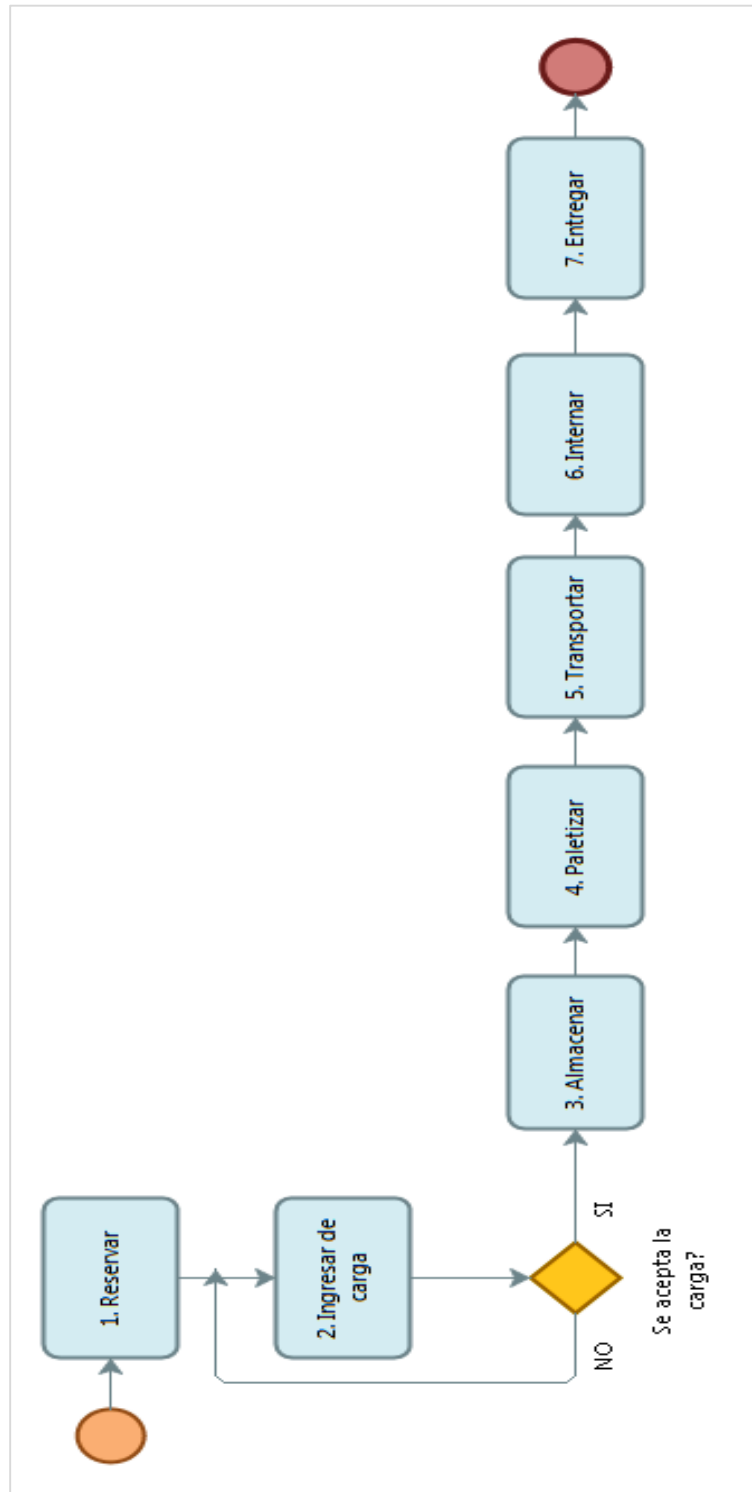 1. Reservar
2. Ingresar de
carga
Se acepta la
carga?
NO
SI
3. Almacenar
4. Paletizar
5. Transportar
6. Internar
7. Entregar